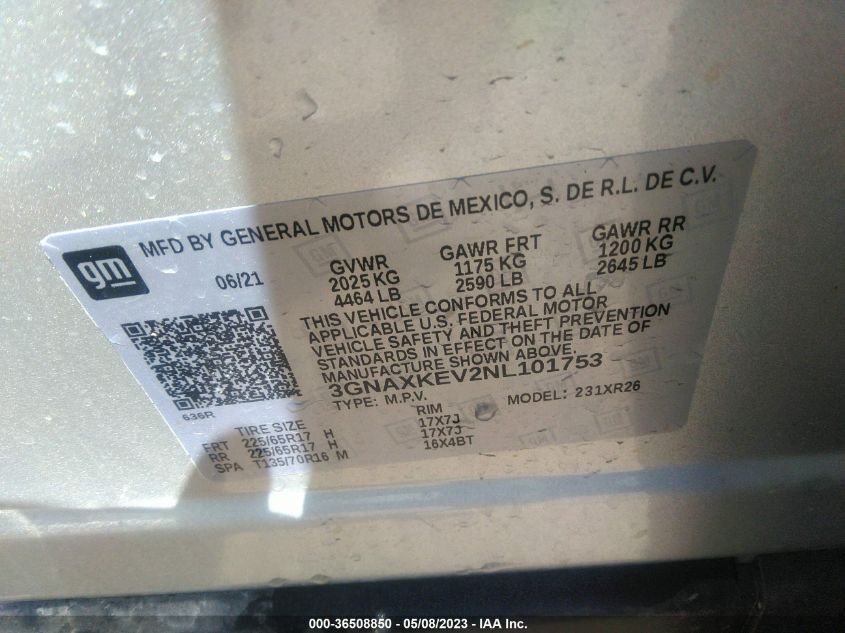 gm
MFD BY GENERAL MOTORS DE MEXICO, S. DE R.L. DE C.V.
06/21
GVWR
2025 KG
4464 LB
GAWR FRT
1175 KG
2590 LB
GAWR RR
1200 KG
2645 LB
THIS VEHICLE CONFORMS TO ALL
APPLICABLE U.S. FEDERAL MOTOR
VEHICLE SAFETY AND THEFT PREVENTION
STANDARDS IN EFFECT ON THE DATE OF
MANUFACTURE SHOWN ABOVE.
3GNAXKEV2NL101753
TYPE: M.P.V. MODEL: 231XR26
636R
TIRE SIZE RIM
FRT 225/65R17 H 17X7J
RR 225/65R17 H 17X7J
SPA T135/70R16 M 16X4BT
000-36508850 - 05/08/2023 - IAA Inc.